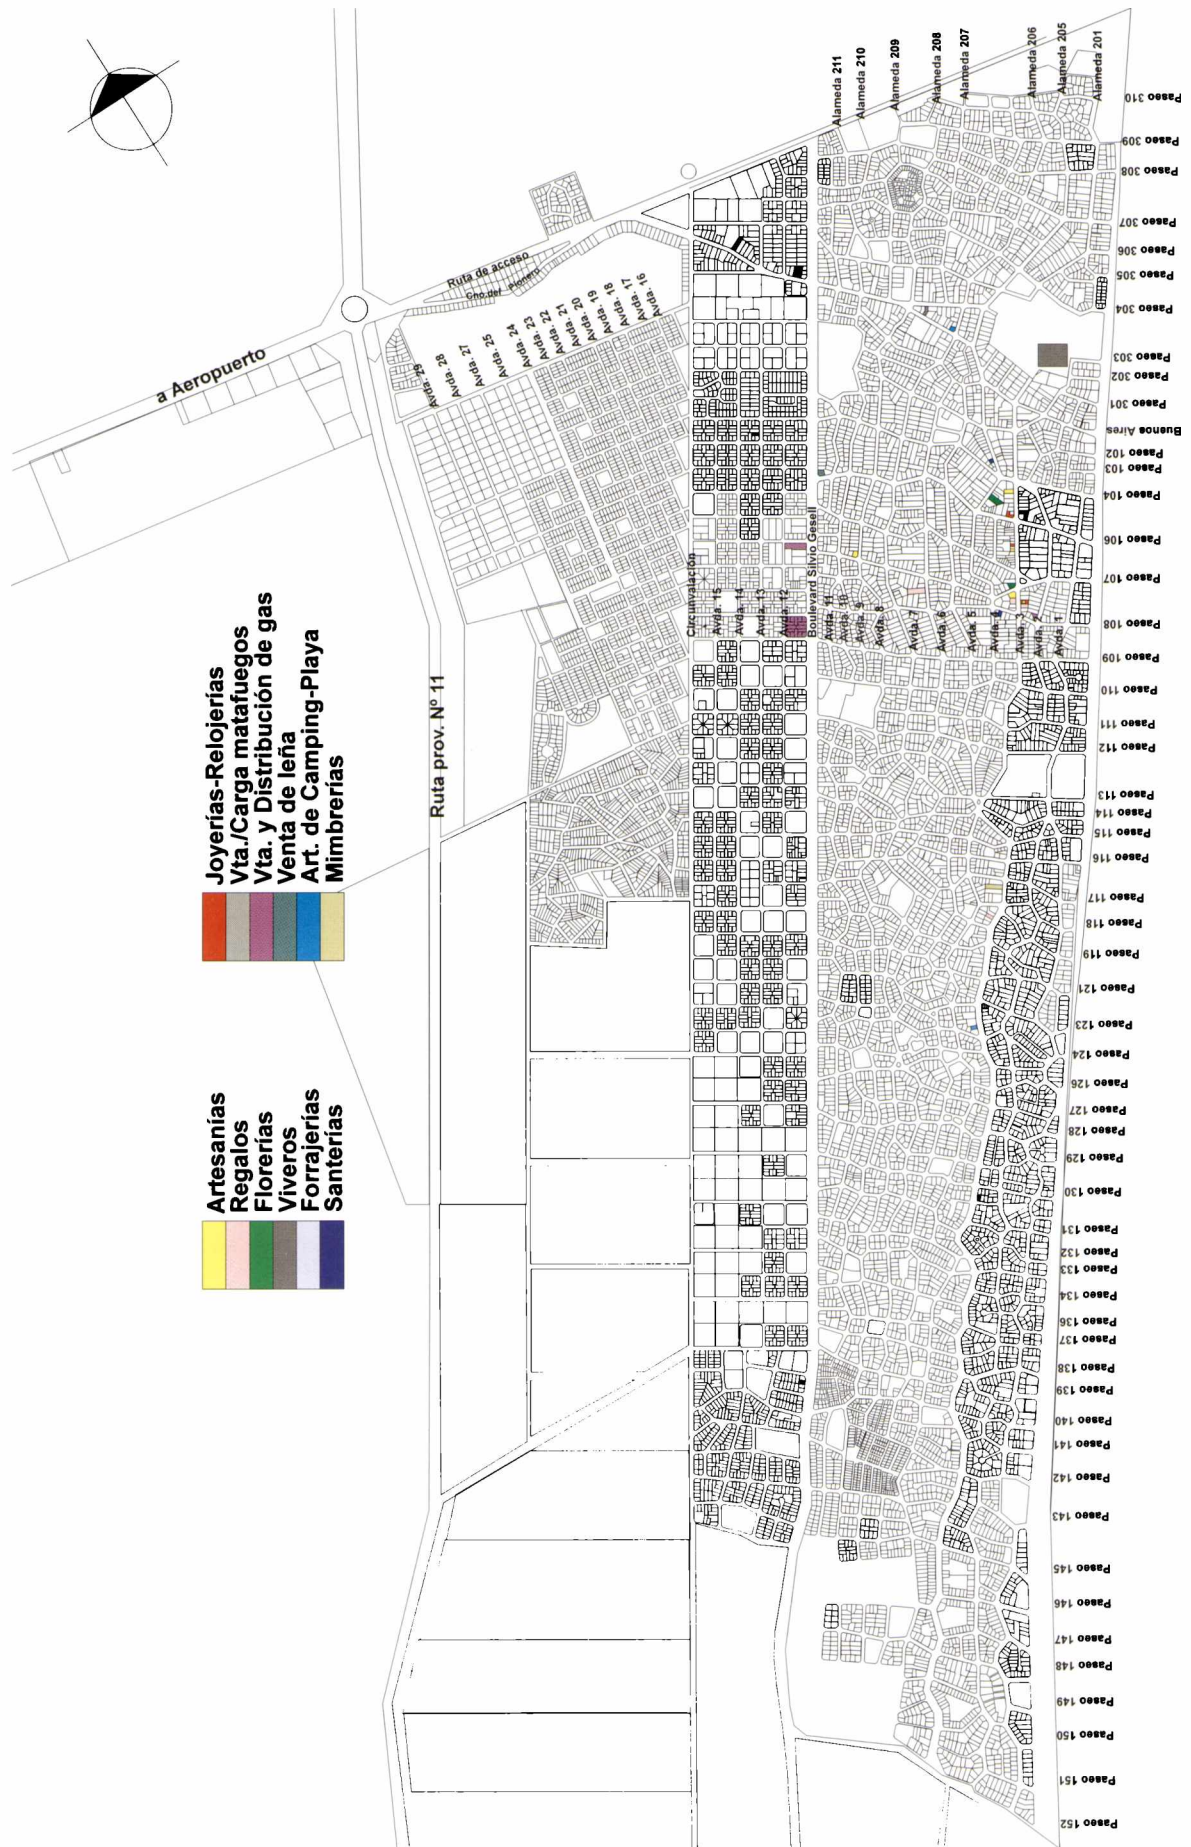 Alameda 211
Alameda 210
Alameda 209
Alameda 208
Alameda 207
Alameda 206
Alameda 205
Alameda 201
Paseo 310
Paseo 309
Paseo 308
Paseo 307
Paseo 306
Paseo 305
Paseo 304
Paseo 303
Paseo 302
Paseo 301
Buenos Aires
Paseo 102
Paseo 103
Paseo 104
Paseo 106
Paseo 107
Paseo 108
Paseo 109
Paseo 110
Paseo 111
Paseo 112
Paseo 113
Paseo 114
Paseo 115
Paseo 116
Paseo 117
Paseo 118
Paseo 119
Paseo 121
Paseo 123
Paseo 124
Paseo 126
Paseo 127
Paseo 128
Paseo 129
Paseo 130
Paseo 131
Paseo 132
Paseo 133
Paseo 134
Paseo 136
Paseo 137
Paseo 138
Paseo 139
Paseo 140
Paseo 141
Paseo 142
Paseo 143
Paseo 145
Paseo 146
Paseo 147
Paseo 148
Paseo 149
Paseo 150
Paseo 151
Paseo 152
a Aeropuerto
Ruta de acceso
Cno.del Pionero
Avda. 29
Avda. 28
Avda. 27
Avda. 25
Avda. 24
Avda. 23
Avda. 22
Avda. 21
Avda. 20
Avda. 19
Avda. 18
Avda. 17
Avda. 16
Circunvalación
Avda. 15
Avda. 14
Avda. 13
Avda. 12
Boulevard Silvio Gesell
Avda. 11
Avda. 10
Avda. 9
Avda. 8
Avda. 7
Avda. 6
Avda. 5
Avda. 4
Avda. 3
Avda. 2
Avda. 1
Ruta prov. Nº 11
Joyerías-Relojerías
Vta./Carga matafuegos
Vta. y Distribución de gas
Venta de leña
Art. de Camping-Playa
Mimbrerías
Artesanías
Regalos
Florerías
Viveros
Forrajerías
Santerías